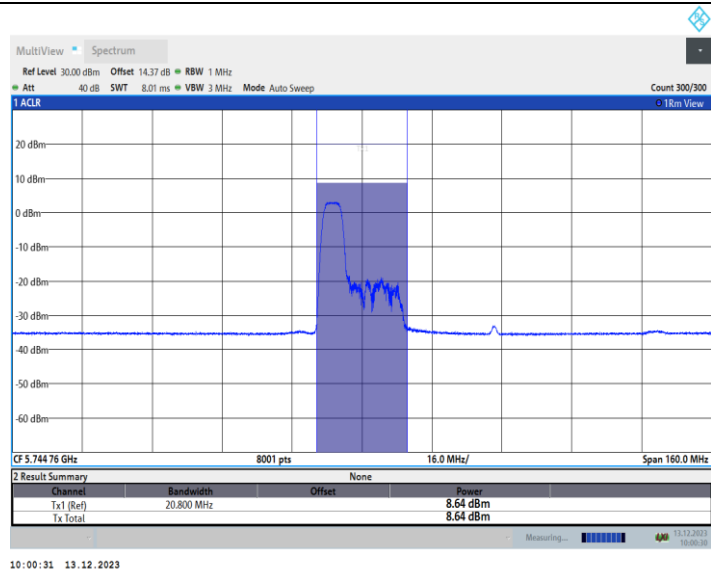 MultiView Spectrum
Ref Level 30.00 dBm Offset 14.37 dB RBW 1 MHz
Att 40 dB SWT 8.01 ms VBW 3 MHz Mode Auto Sweep Count 300/300
1 ACLR 1Rm View
20 dBm
10 dBm
0 dBm
-10 dBm
-20 dBm
-30 dBm
-40 dBm
-50 dBm
-60 dBm
CF 5.744 76 GHz 8001 pts 16.0 MHz/ Span 160.0 MHz
2 Result Summary None
Channel Bandwidth Offset Power
Tx1 (Ref) 20.800 MHz 8.64 dBm
Tx Total 8.64 dBm
Measuring... 13.12.2023
10:00:30
10:00:31 13.12.2023